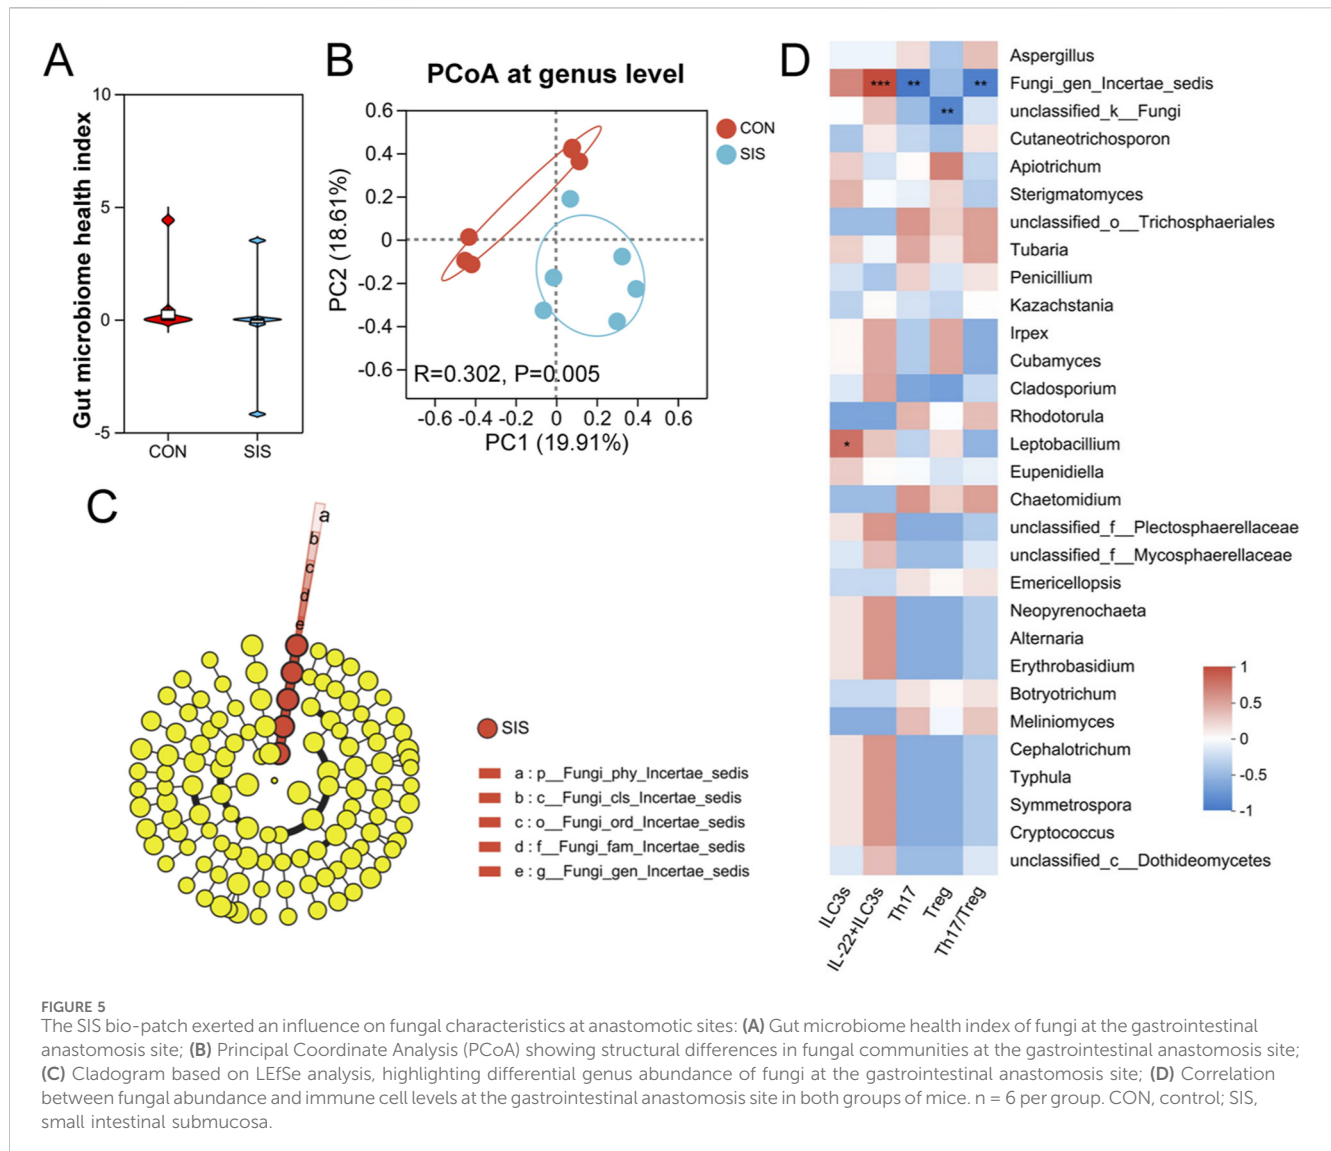 A
Gut microbiome health index
10
5
0
-5
CON
SIS
B
PCoA at genus level
PC2 (18.61%)
0.6
0.4
0.2
0
-0.2
-0.4
-0.6
R=0.302, P=0.005
-0.6 -0.4 -0.2 0 0.2 0.4 0.6
PC1 (19.91%)
CON
SIS
C
a
b
c
d
e
SIS
a : p__Fungi_phy_Incertae_sedis
b : c__Fungi_cls_Incertae_sedis
c : o__Fungi_ord_Incertae_sedis
d : f__Fungi_fam_Incertae_sedis
e : g__Fungi_gen_Incertae_sedis
D
Aspergillus
*** ** ** Fungi_gen_Incertae_sedis
** unclassified_k__Fungi
Cutaneotrichosporon
Apiotrichum
Sterigmatomyces
unclassified_o__Trichosphaeriales
Tubaria
Penicillium
Kazachstania
Irpex
Cubamyces
Cladosporium
Rhodotorula
* Leptobacillium
Eupenidiella
Chaetomidium
unclassified_f__Plectosphaerellaceae
unclassified_f__Mycosphaerellaceae
Emericellopsis
Neopyrenochaeta
Alternaria
Erythrobasidium
Botryotrichum
Meliniomyces
Cephalotrichum
Typhula
Symmetrospora
Cryptococcus
unclassified_c__Dothideomycetes
1
0.5
0
-0.5
-1
ILC3s
IL-22+ILC3s
Th17
Treg
Th17/Treg
FIGURE 5
The SIS bio-patch exerted an influence on fungal characteristics at anastomotic sites: (A) Gut microbiome health index of fungi at the gastrointestinal
anastomosis site; (B) Principal Coordinate Analysis (PCoA) showing structural differences in fungal communities at the gastrointestinal anastomosis site;
(C) Cladogram based on LEfSe analysis, highlighting differential genus abundance of fungi at the gastrointestinal anastomosis site; (D) Correlation
between fungal abundance and immune cell levels at the gastrointestinal anastomosis site in both groups of mice. n = 6 per group. CON, control; SIS,
small intestinal submucosa.